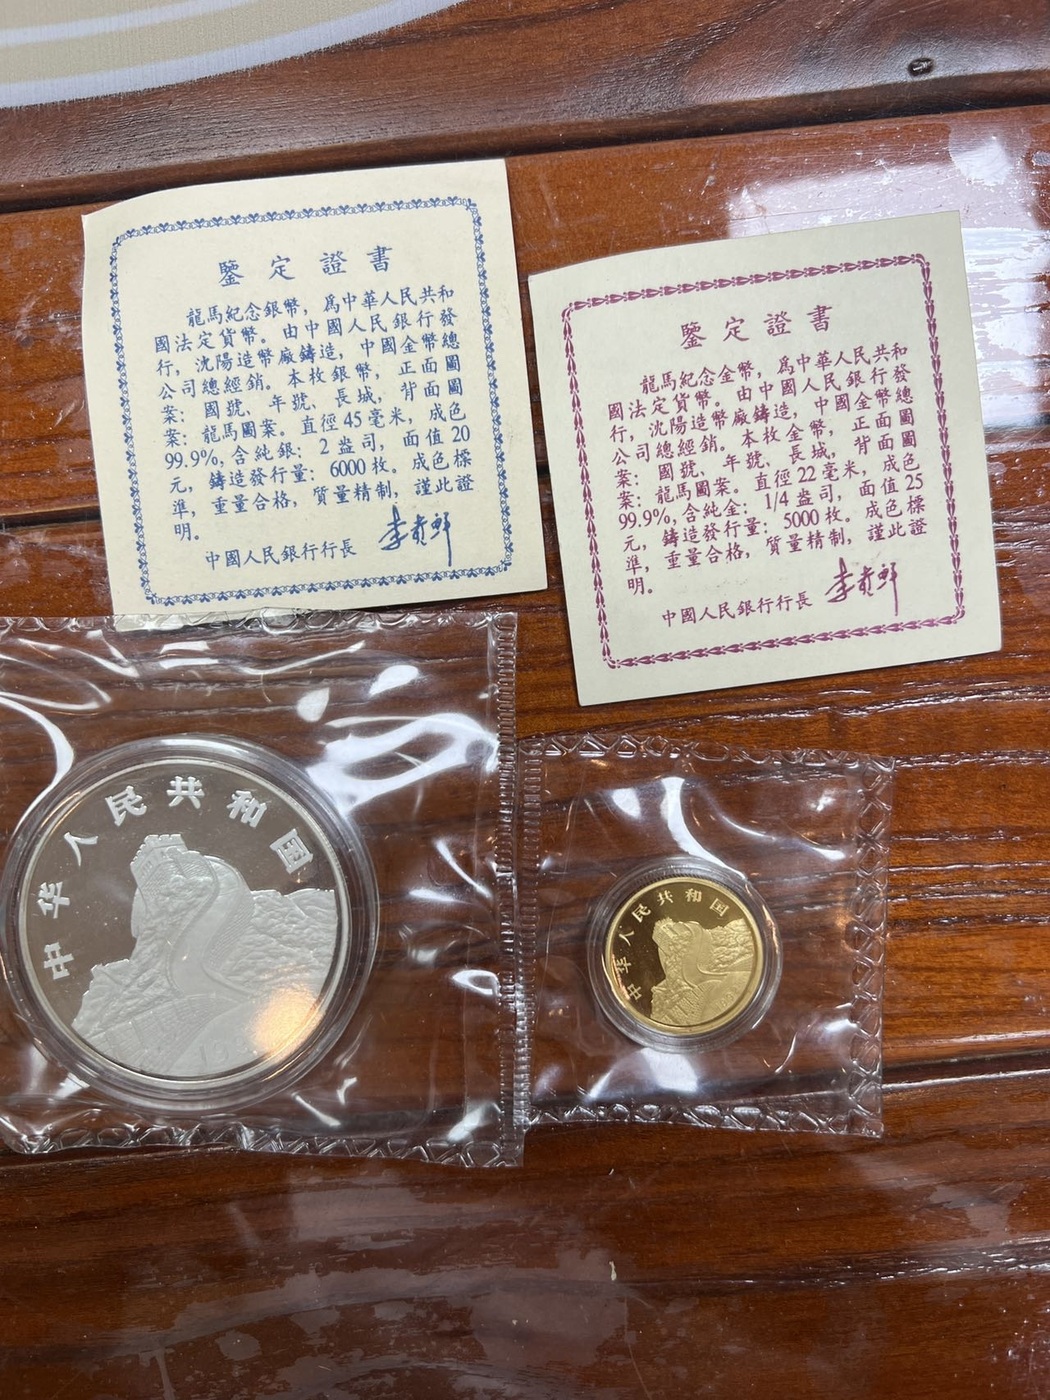 鑒定證書
龍馬紀念銀幣，爲中華人民共和
國法定貨幣。由中國人民銀行發
行，沈陽造幣廠鑄造，中國金幣總
公司總經銷。本枚銀幣，正面圖
案：國號、年號、長城，背面圖
案：龍馬圖案。直徑45毫米，成色
99.9%，含純銀：2盎司，面值20
元，鑄造發行量：6000枚。成色標
準，重量合格，質量精制，謹此證
明。
中國人民銀行行長 李貴鮮
鑒定證書
龍馬紀念金幣，爲中華人民共和
國法定貨幣。由中國人民銀行發
行，沈陽造幣廠鑄造，中國金幣總
公司總經銷。本枚金幣，正面圖
案：國號、年號、長城，背面圖
案：龍馬圖案。直徑22毫米，成色
99.9%，含純金：1/4盎司，面值25
元，鑄造發行量：5000枚。成色標
準，重量合格，質量精制，謹此證
明。
中國人民銀行行長 李貴鮮
中华人民共和国
中华人民共和国